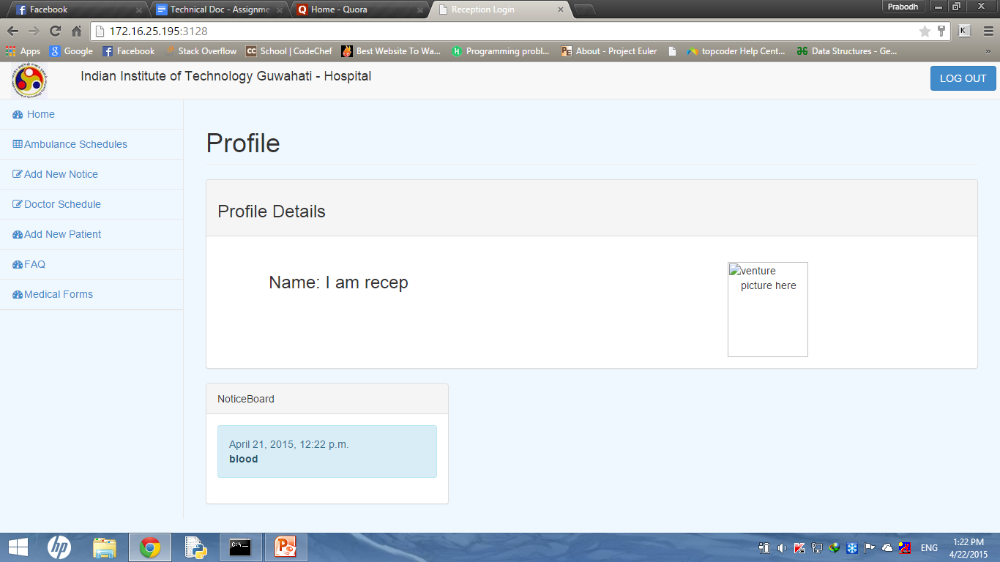 Facebook
Technical Doc - Assignme
Home - Quora
Reception Login
Prabodh
172.16.25.195:3128
K
Apps
Google
Facebook
Stack Overflow
CC School | CodeChef
Best Website To Wa...
Programming probl...
About - Project Euler
topcoder Help Cent...
Data Structures - Ge...
»
Indian Institute of Technology Guwahati - Hospital
LOG OUT
Home
Ambulance Schedules
Add New Notice
Doctor Schedule
Add New Patient
FAQ
Medical Forms
Profile
Profile Details
Name: I am recep
venture
picture here
NoticeBoard
April 21, 2015, 12:22 p.m.
blood
ENG
1:22 PM
4/22/2015